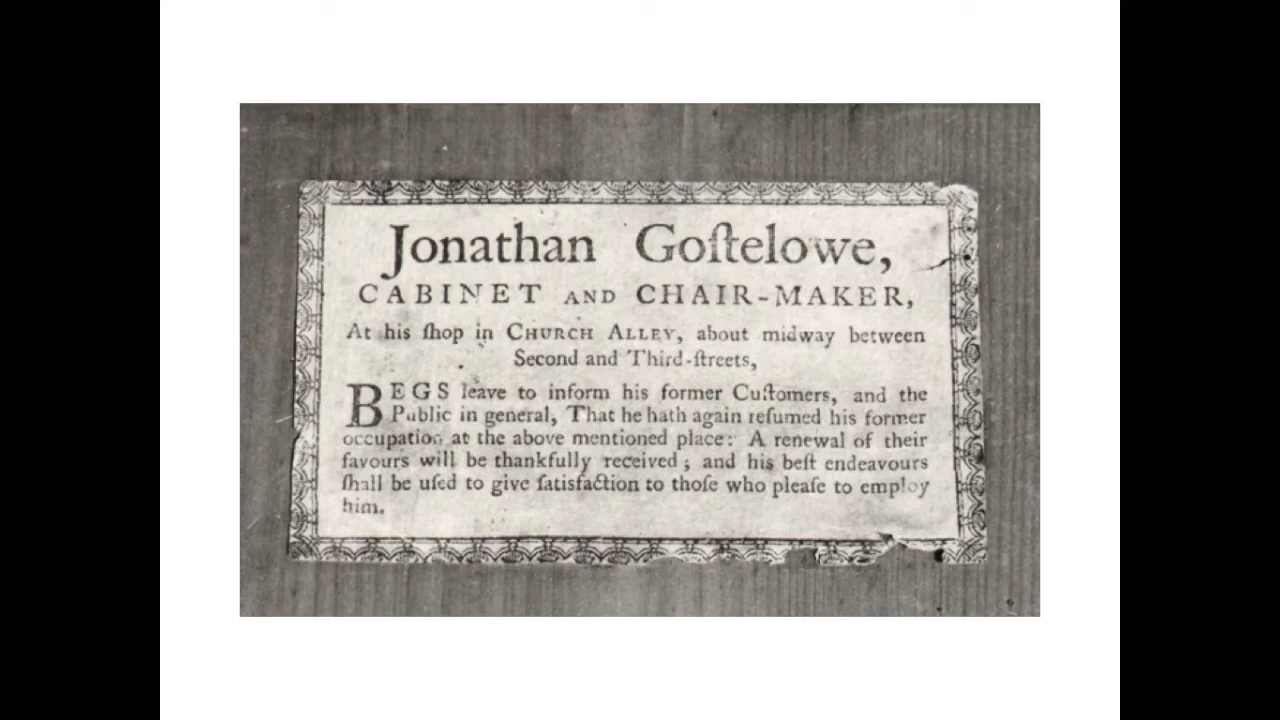 Jonathan Goſtelowe,
CABINET AND CHAIR-MAKER,
At his ſhop in CHURCH ALLEY, about midway between
Second and Third-ſtreets,
BEGS leave to inform his former Cuſtomers, and the
Public in general, That he hath again reſumed his former
occupation at the above mentioned place: A renewal of their
favours will be thankfully received; and his beſt endeavours
ſhall be uſed to give ſatisfaction to thoſe who pleaſe to employ
him.